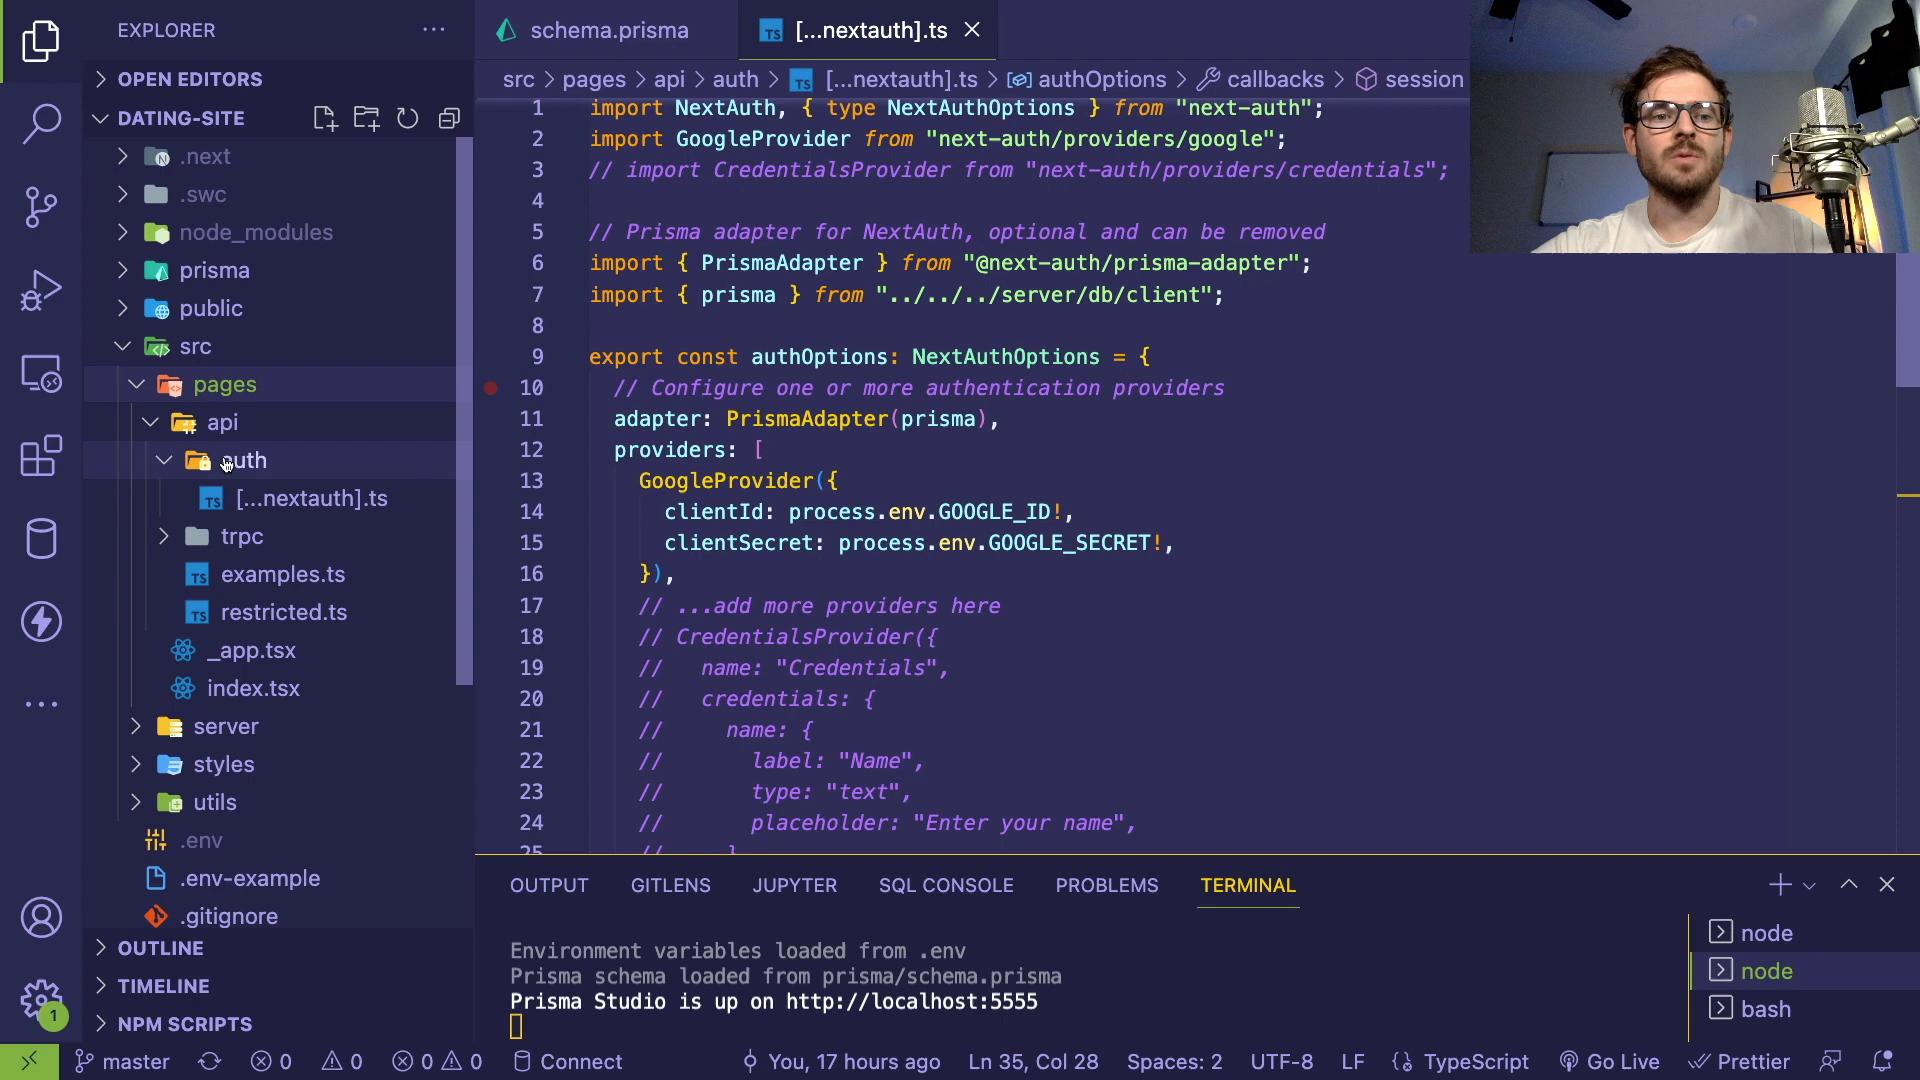 EXPLORER
OPEN EDITORS
DATING-SITE
.next
.swc
node_modules
prisma
public
src
pages
api
auth
[...nextauth].ts
trpc
examples.ts
restricted.ts
_app.tsx
index.tsx
server
styles
utils
.env
.env-example
.gitignore
OUTLINE
TIMELINE
NPM SCRIPTS
1
schema.prisma
TS [...nextauth].ts
src > pages > api > auth > TS [...nextauth].ts > authOptions > callbacks > session
1 import NextAuth, { type NextAuthOptions } from "next-auth";
2 import GoogleProvider from "next-auth/providers/google";
3 // import CredentialsProvider from "next-auth/providers/credentials";
4
5 // Prisma adapter for NextAuth, optional and can be removed
6 import { PrismaAdapter } from "@next-auth/prisma-adapter";
7 import { prisma } from "../../../server/db/client";
8
9 export const authOptions: NextAuthOptions = {
10 // Configure one or more authentication providers
11 adapter: PrismaAdapter(prisma),
12 providers: [
13 GoogleProvider({
14 clientId: process.env.GOOGLE_ID!,
15 clientSecret: process.env.GOOGLE_SECRET!,
16 }),
17 // ...add more providers here
18 // CredentialsProvider({
19 // name: "Credentials",
20 // credentials: {
21 // name: {
22 // label: "Name",
23 // type: "text",
24 // placeholder: "Enter your name",
25 // }
OUTPUT GITLENS JUPYTER SQL CONSOLE PROBLEMS TERMINAL
Environment variables loaded from .env
Prisma schema loaded from prisma/schema.prisma
Prisma Studio is up on http://localhost:5555
node
node
bash
master 0 0 0 0 Connect You, 17 hours ago Ln 35, Col 28 Spaces: 2 UTF-8 LF TypeScript Go Live Prettier